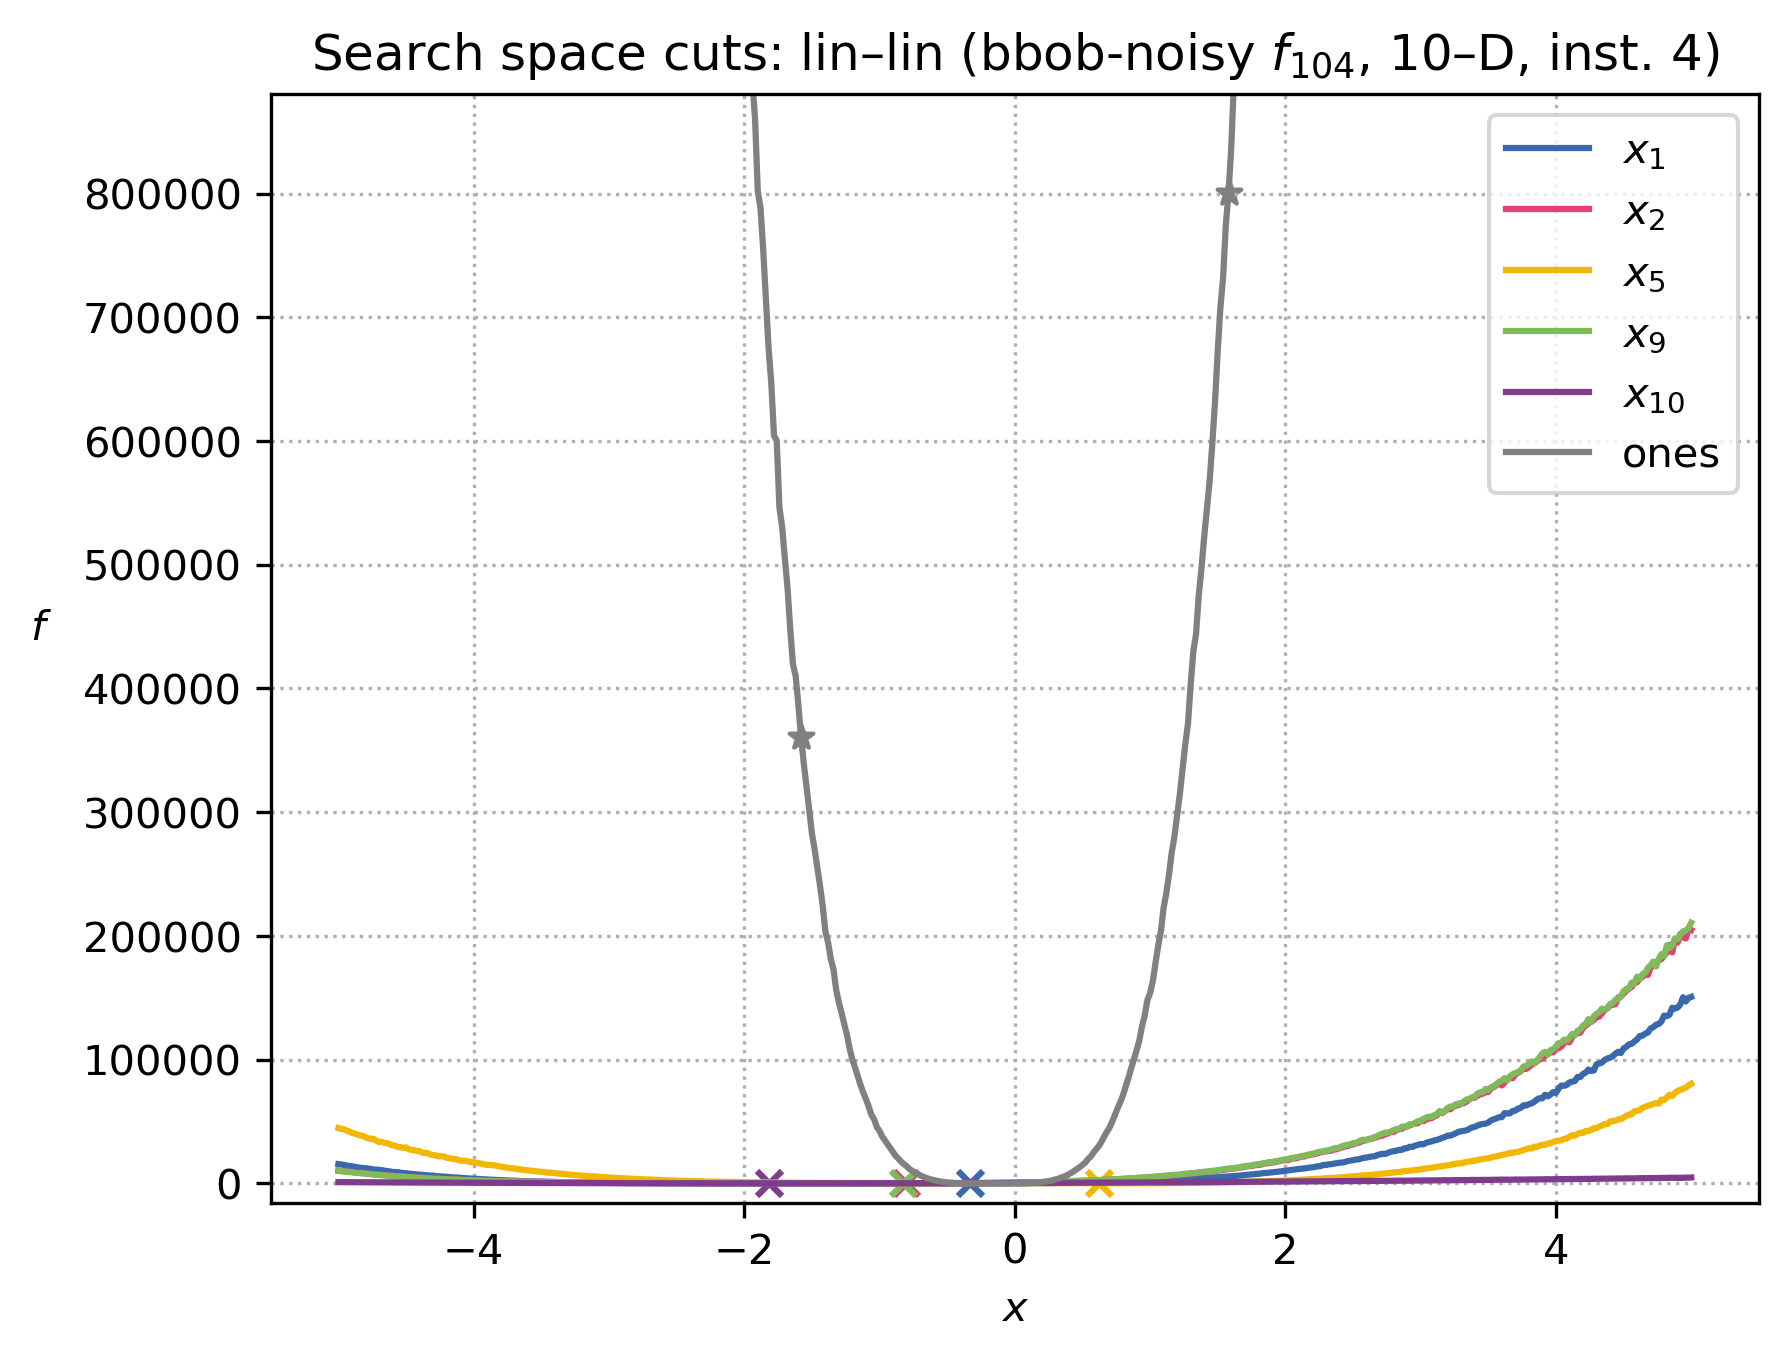 Search space cuts: lin–lin (bbob-noisy f₁₀₄, 10–D, inst. 4)
x₁
x₂
x₅
x₉
x₁₀
ones
800000
700000
600000
500000
400000
300000
200000
100000
0
f
−4
−2
0
2
4
x